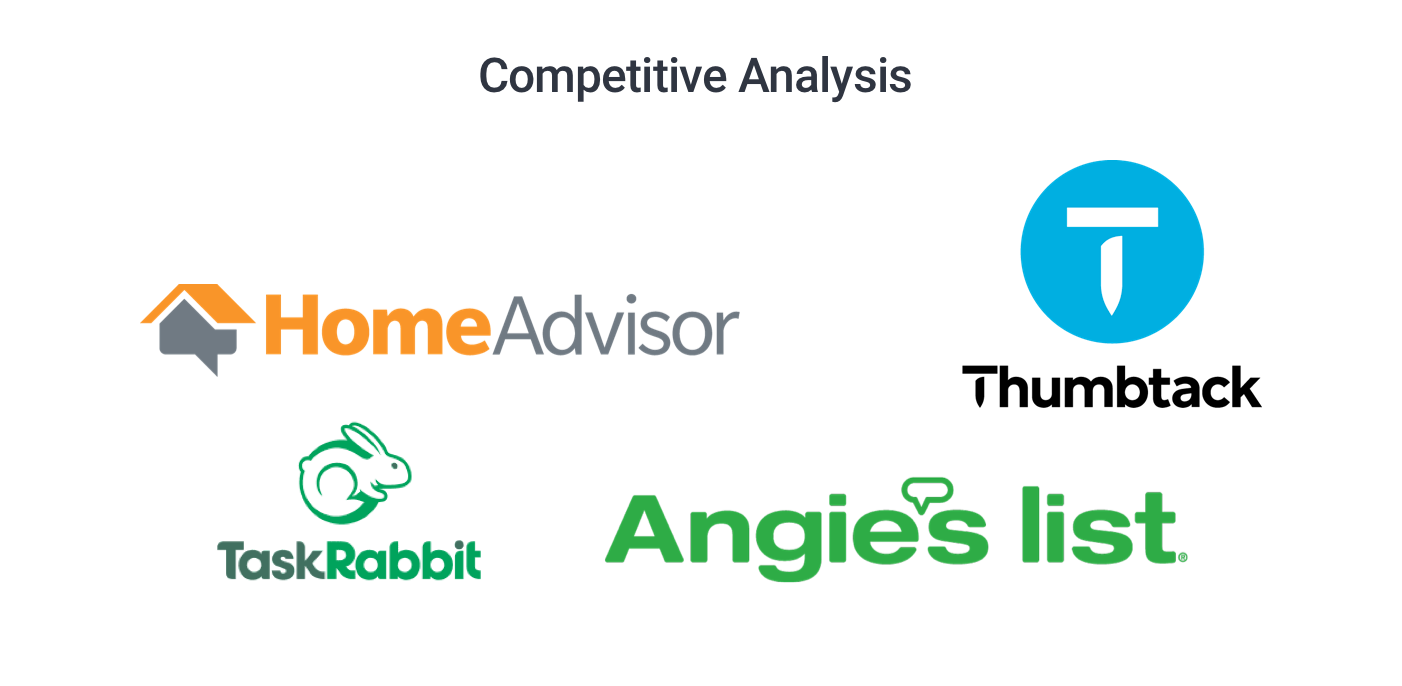 Competitive Analysis
HomeAdvisor
Thumbtack
TaskRabbit
Angie's list®